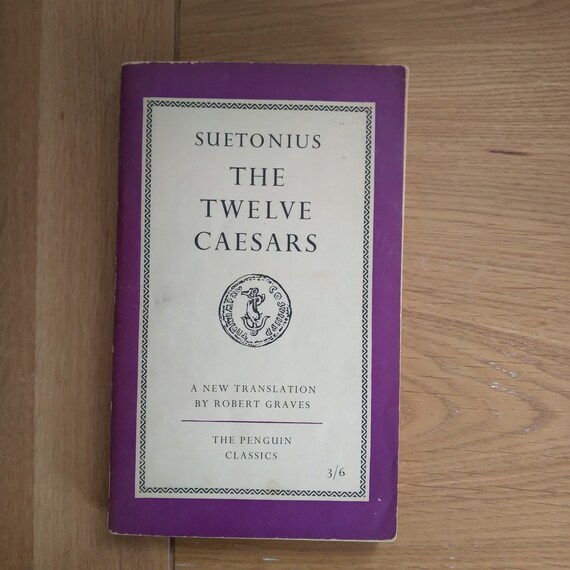 SUETONIUS
THE
TWELVE
CAESARS
A NEW TRANSLATION
BY ROBERT GRAVES
THE PENGUIN
CLASSICS
3/6